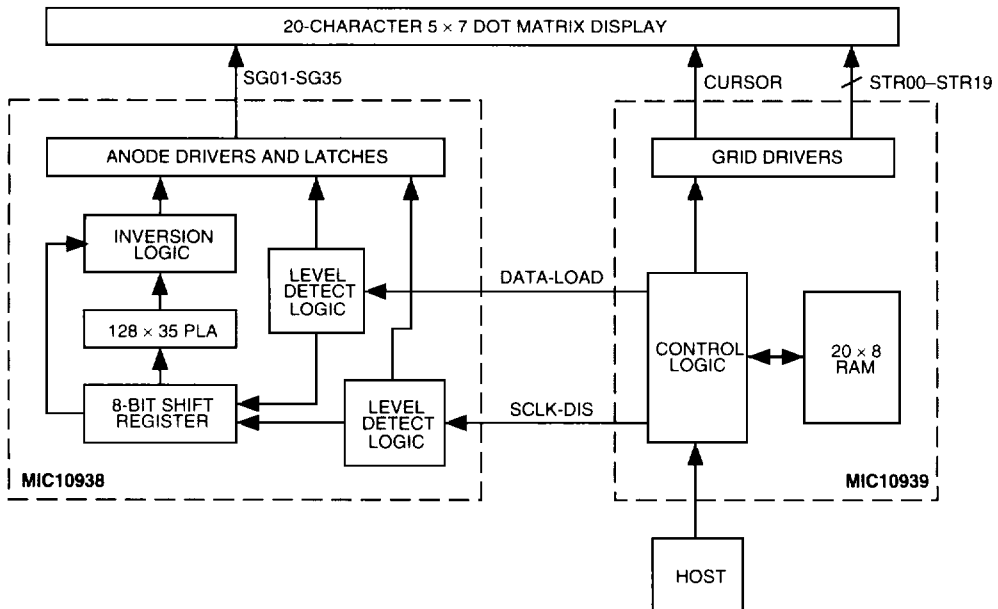 20-CHARACTER 5 × 7 DOT MATRIX DISPLAY
SG01-SG35
CURSOR
STR00–STR19
ANODE DRIVERS AND LATCHES
GRID DRIVERS
INVERSION
LOGIC
LEVEL
DETECT
LOGIC
DATA-LOAD
128 × 35 PLA
CONTROL
LOGIC
20 × 8
RAM
8-BIT SHIFT
REGISTER
LEVEL
DETECT
LOGIC
SCLK-DIS
MIC10938
MIC10939
HOST